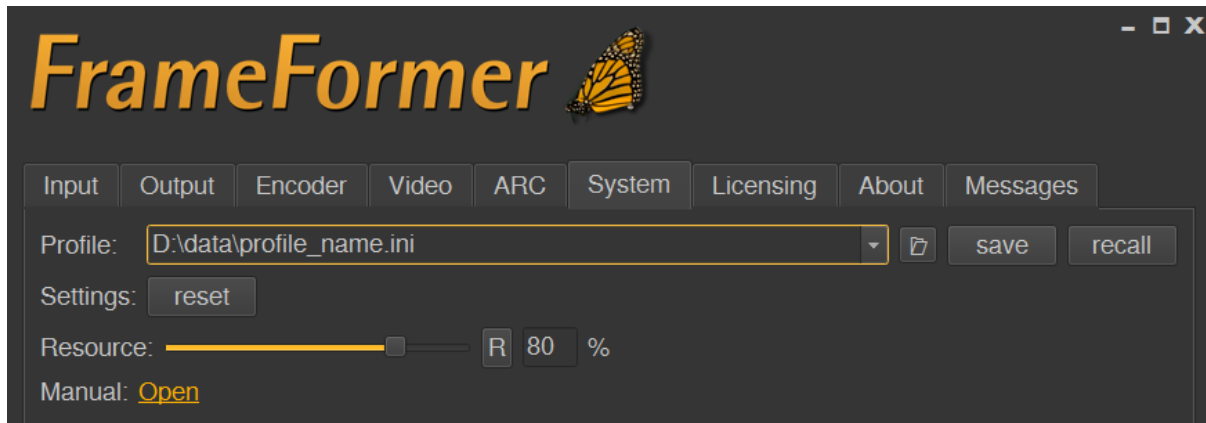 FrameFormer
Input Output Encoder Video ARC System Licensing About Messages
Profile: D:\data\profile_name.ini save recall
Settings: reset
Resource: R 80 %
Manual: Open